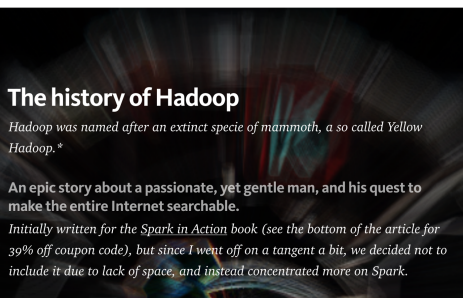 The history of Hadoop
Hadoop was named after an extinct specie of mammoth, a so called Yellow
Hadoop.*
An epic story about a passionate, yet gentle man, and his quest to
make the entire Internet searchable.
Initially written for the Spark in Action book (see the bottom of the article for
39% off coupon code), but since I went off on a tangent a bit, we decided not to
include it due to lack of space, and instead concentrated more on Spark.